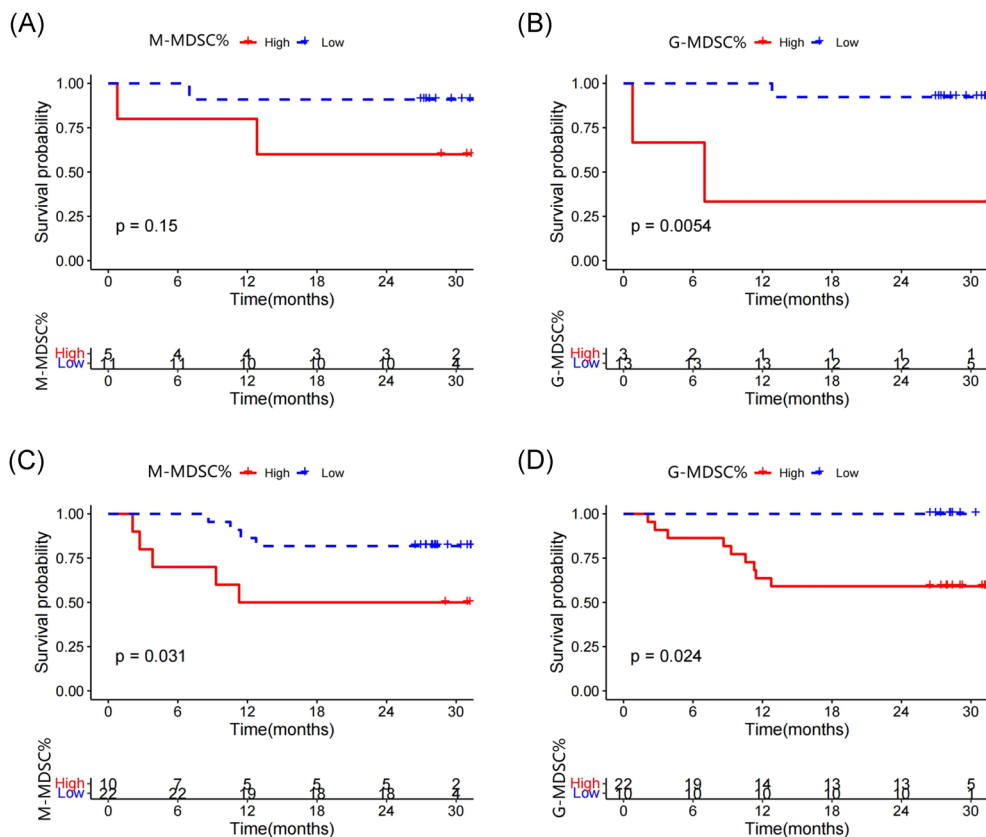 (A)
M-MDSC% High Low
1.00
0.75
0.50
0.25
0.00
Survival probability
p = 0.15
0 6 12 18 24 30
Time(months)
M-MDSC%
High 5 4 4 3 3 2
Low 11 11 10 10 10 4
0 6 12 18 24 30
Time(months)
(B)
G-MDSC% High Low
1.00
0.75
0.50
0.25
0.00
Survival probability
p = 0.0054
0 6 12 18 24 30
Time(months)
G-MDSC%
High 3 2 1 1 1 1
Low 13 13 13 12 12 5
0 6 12 18 24 30
Time(months)
(C)
M-MDSC% High Low
1.00
0.75
0.50
0.25
0.00
Survival probability
p = 0.031
0 6 12 18 24 30
Time(months)
M-MDSC%
High 10 7 5 5 5 2
Low 22 22 19 18 18 4
0 6 12 18 24 30
Time(months)
(D)
G-MDSC% High Low
1.00
0.75
0.50
0.25
0.00
Survival probability
p = 0.024
0 6 12 18 24 30
Time(months)
G-MDSC%
High 22 19 14 13 13 5
Low 10 10 10 10 10 1
0 6 12 18 24 30
Time(months)